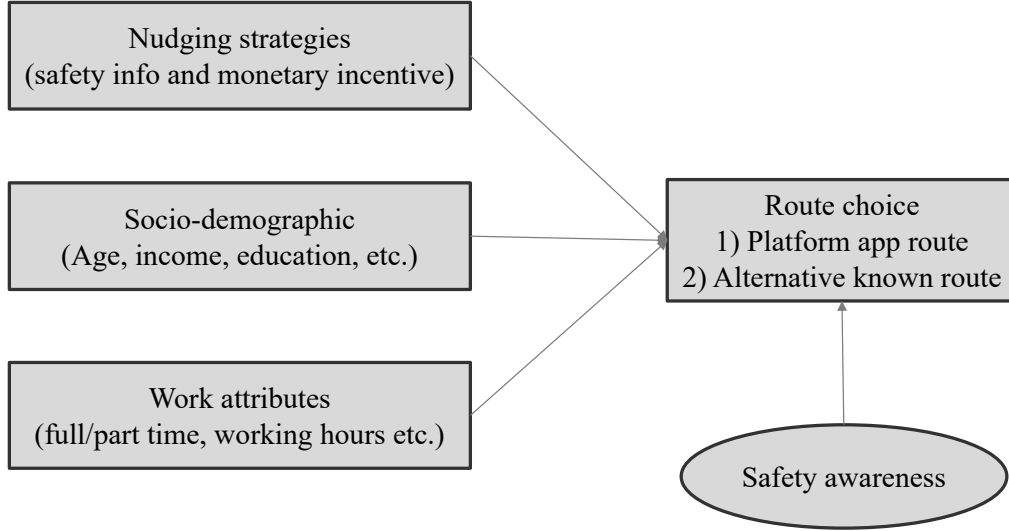 Nudging strategies
(safety info and monetary incentive)
Socio-demographic
(Age, income, education, etc.)
Work attributes
(full/part time, working hours etc.)
Route choice
1) Platform app route
2) Alternative known route
Safety awareness